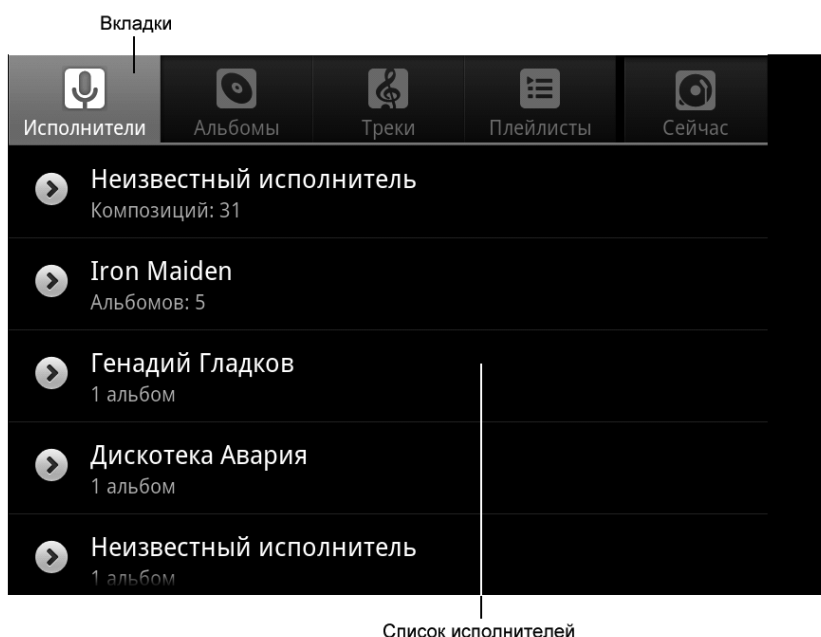 Вкладки
Исполнители Альбомы Треки Плейлисты Сейчас
Неизвестный исполнитель
Композиций: 31
Iron Maiden
Альбомов: 5
Генадий Гладков
1 альбом
Дискотека Авария
1 альбом
Неизвестный исполнитель
1 альбом
Список исполнителей